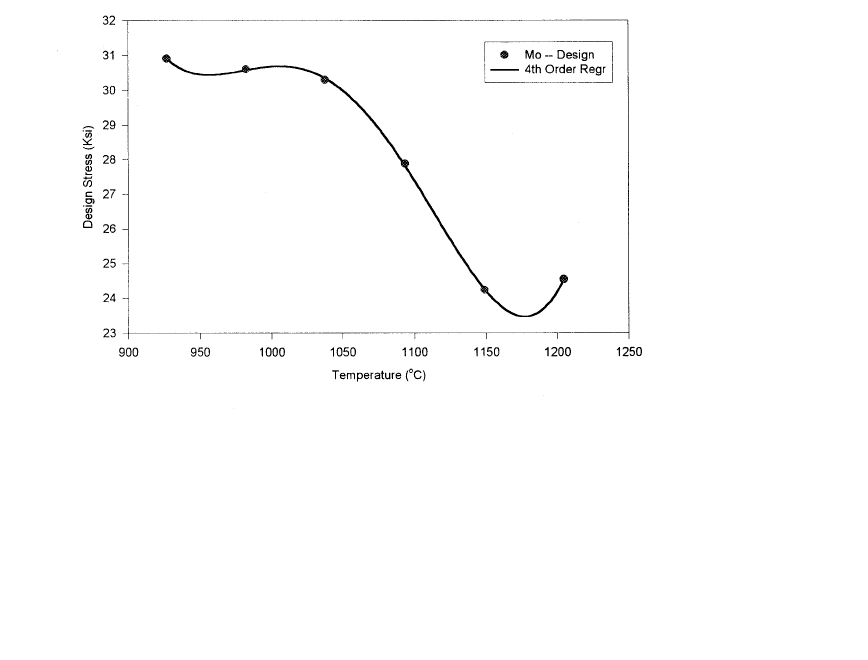 32
31
30
29
28
27
26
25
24
23
Design Stress (Ksi)
Mo -- Design
4th Order Regr
900 950 1000 1050 1100 1150 1200 1250
Temperature (°C)